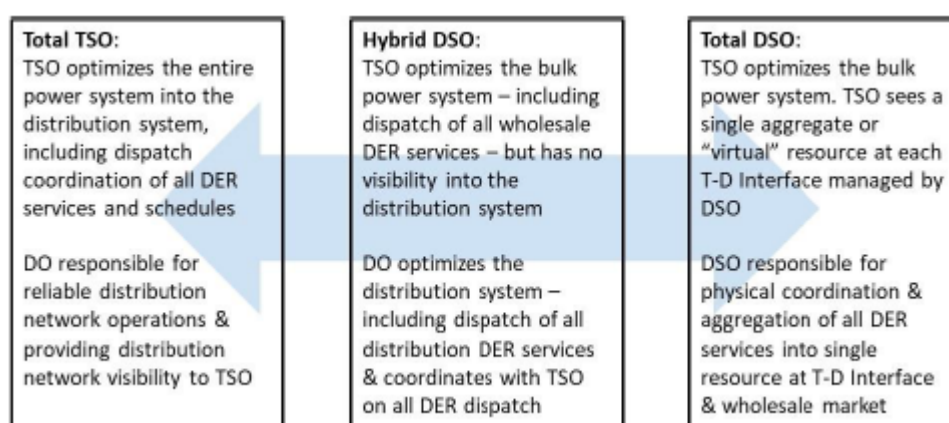 Total TSO:
TSO optimizes the entire
power system into the
distribution system,
including dispatch
coordination of all DER
services and schedules
DO responsible for
reliable distribution
network operations &
providing distribution
network visibility to TSO
Hybrid DSO:
TSO optimizes the bulk
power system – including
dispatch of all wholesale
DER services – but has no
visibility into the
distribution system
DO optimizes the
distribution system –
including dispatch of all
distribution DER services
& coordinates with TSO
on all DER dispatch
Total DSO:
TSO optimizes the bulk
power system. TSO sees a
single aggregate or
“virtual” resource at each
T-D Interface managed by
DSO
DSO responsible for
physical coordination &
aggregation of all DER
services into single
resource at T-D Interface
& wholesale market